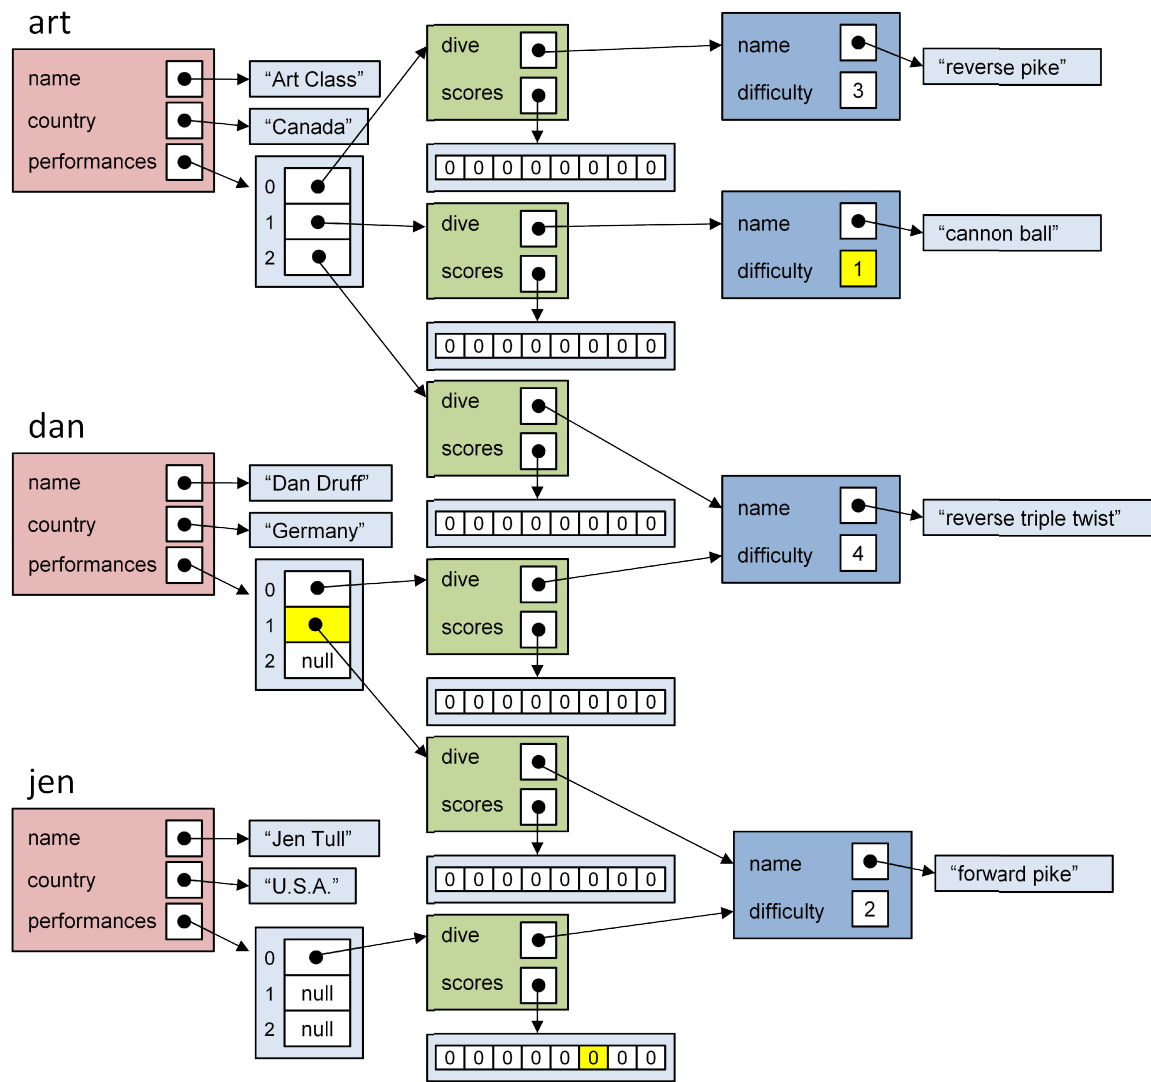 art
name
"Art Class"
country
"Canada"
performances
0
1
2
dive
scores
0 0 0 0 0 0 0 0
name
"reverse pike"
difficulty 3
dive
scores
0 0 0 0 0 0 0 0
name
"cannon ball"
difficulty 1
dive
scores
0 0 0 0 0 0 0 0
dan
name
"Dan Druff"
country
"Germany"
performances
0
1
2 null
name
"reverse triple twist"
difficulty 4
dive
scores
0 0 0 0 0 0 0 0
dive
scores
0 0 0 0 0 0 0 0
jen
name
"Jen Tull"
country
"U.S.A."
performances
0
1 null
2 null
name
"forward pike"
difficulty 2
dive
scores
0 0 0 0 0 0 0 0